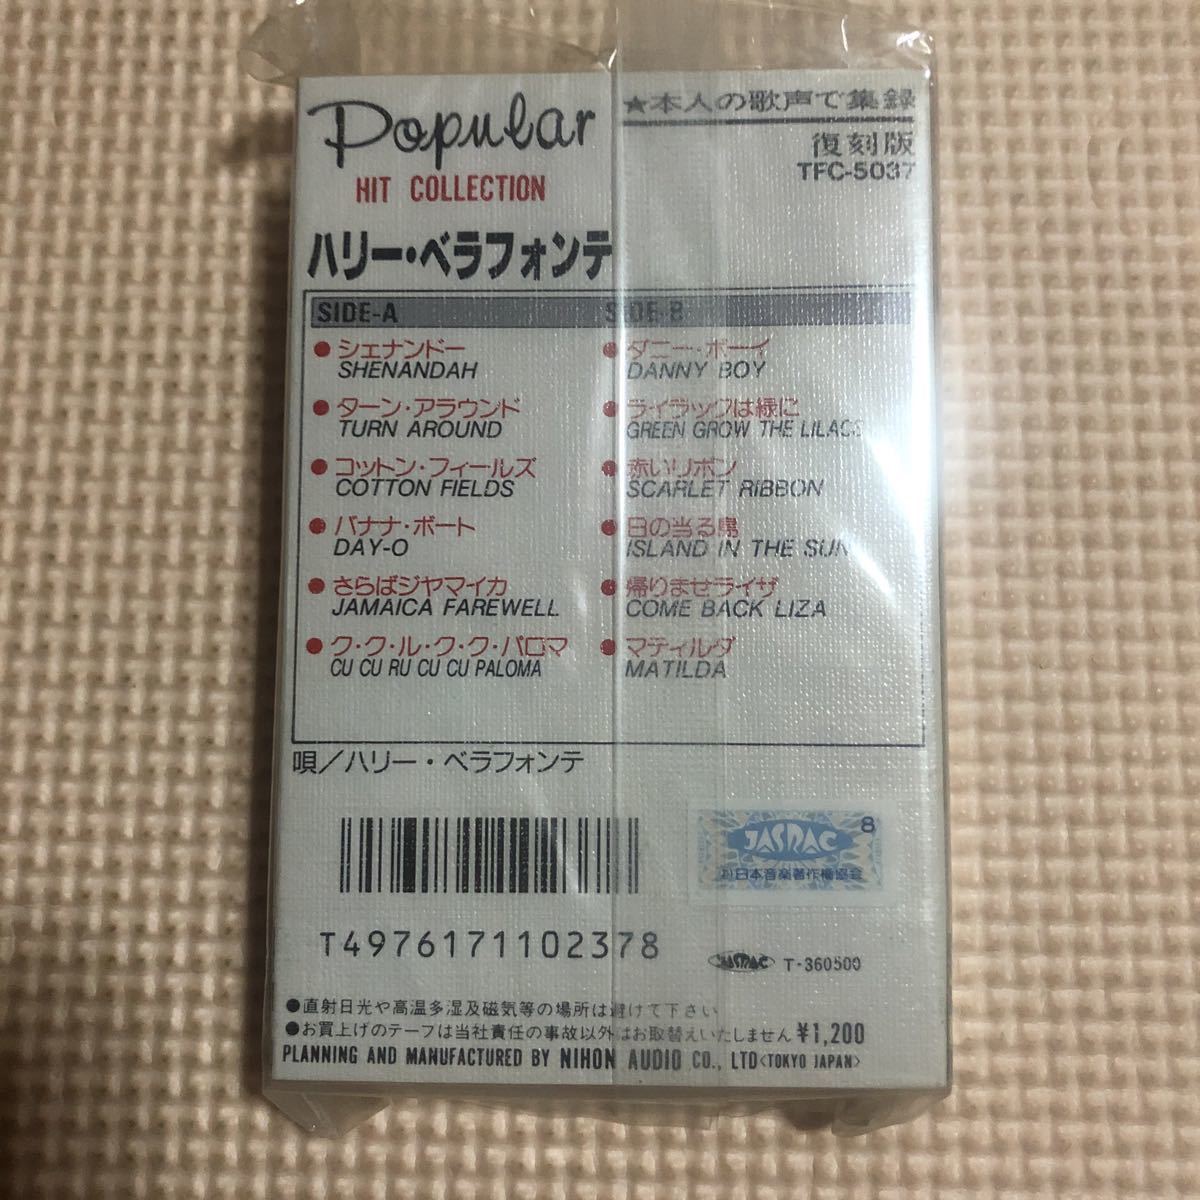 Popular
HIT COLLECTION
★本人の歌声で集録
復刻版
TFC-5037
ハリー・ベラフォンテ
SIDE-A
シェナンドー
SHENANDAH
ターン・アラウンド
TURN AROUND
コットン・フィールズ
COTTON FIELDS
バナナ・ボート
DAY-O
さらばジヤマイカ
JAMAICA FAREWELL
ク・ク・ル・ク・ク・パロマ
CU CU RU CU CU PALOMA
SIDE-B
ダニー・ボーイ
DANNY BOY
ライラックは緑に
GREEN GROW THE LILACS
赤いリボン
SCARLET RIBBON
日の当る島
ISLAND IN THE SUN
帰りませライザ
COME BACK LIZA
マティルダ
MATILDA
唄／ハリー・ベラフォンテ
JASRAC 8
日本音楽著作権協会
T4976171102378
JASRAC T-360500
●直射日光や高温多湿及磁気等の場所は避けて下さい
●お買上げのテープは当社責任の事故以外はお取替えいたしません ¥1,200
PLANNING AND MANUFACTURED BY NIHON AUDIO CO., LTD<TOKYO JAPAN>